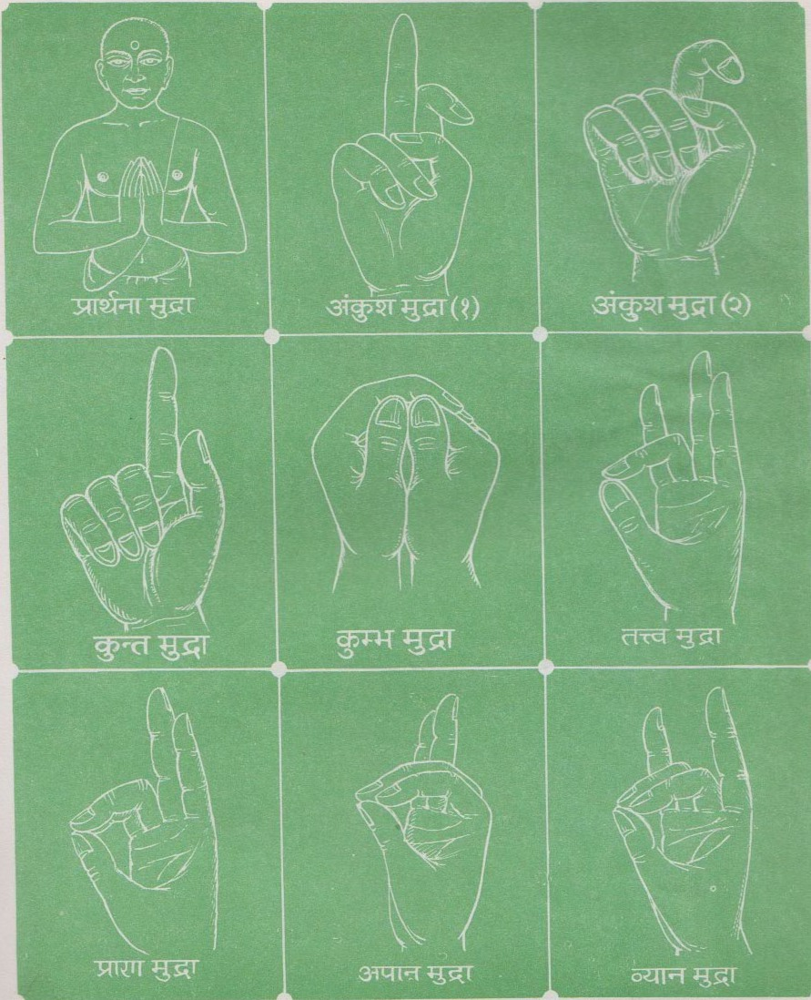 प्रार्थना मुद्रा
अंकुश मुद्रा (१)
अंकुश मुद्रा (२)
कुन्त मुद्रा
कुम्भ मुद्रा
तत्त्व मुद्रा
प्राण मुद्रा
अपान मुद्रा
व्यान मुद्रा